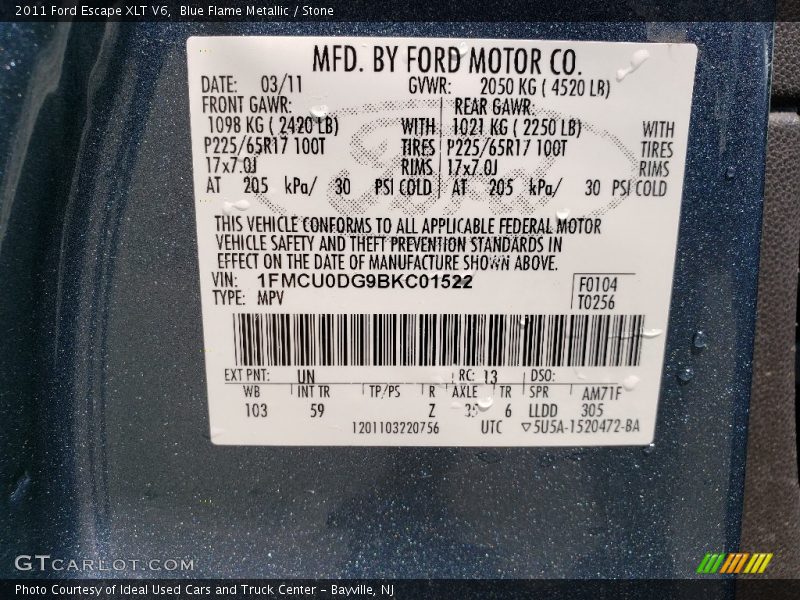 2011 Ford Escape XLT V6,  Blue Flame Metallic / Stone
MFD. BY FORD MOTOR CO.
DATE: 03/11 GVWR: 2050 KG ( 4520 LB)
FRONT GAWR: REAR GAWR:
1098 KG ( 2420 LB) WITH 1021 KG ( 2250 LB) WITH
P225/65R17 100T TIRES P225/65R17 100T TIRES
17x7.0J RIMS 17x7.0J RIMS
AT 205 kPa/ 30 PSI COLD AT 205 kPa/ 30 PSI COLD
THIS VEHICLE CONFORMS TO ALL APPLICABLE FEDERAL MOTOR
VEHICLE SAFETY AND THEFT PREVENTION STANDARDS IN
EFFECT ON THE DATE OF MANUFACTURE SHOWN ABOVE.
VIN: 1FMCU0DG9BKC01522 F0104
TYPE: MPV T0256
EXT PNT: UN RC: 13 DSO:
WB INT TR TP/PS R AXLE TR SPR AM71F
103 59 Z 6 LLDD 305
1201103220756 UTC ▽5U5A-1520472-BA
GTCARLOT.COM
Photo Courtesy of Ideal Used Cars and Truck Center – Bayville, NJ